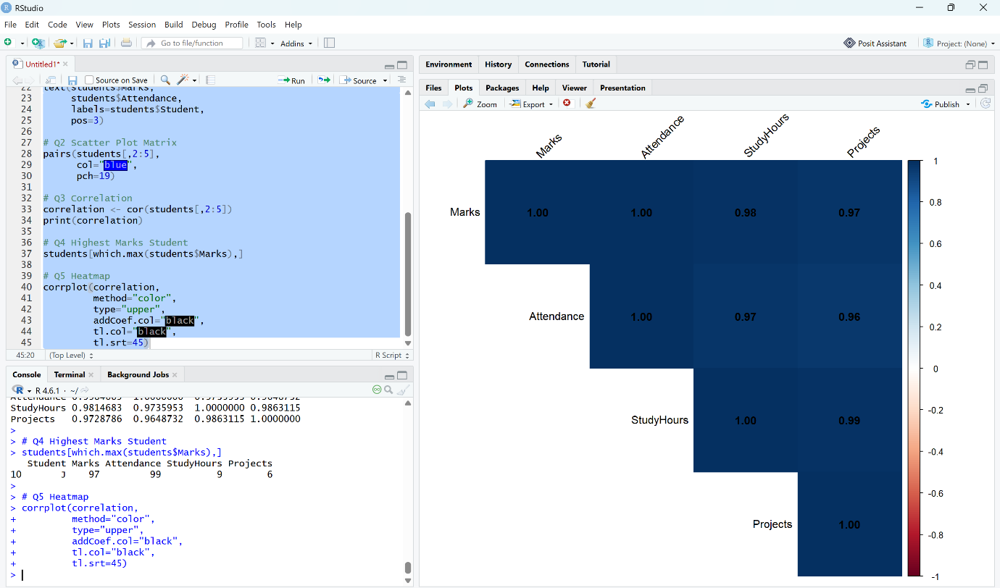 RStudio
File Edit Code View Plots Session Build Debug Profile Tools Help
Go to file/function Addins Posit Assistant Project: (None)
Untitled1*
Source on Save Run Source
22 text(students$Marks,
23 students$Attendance,
24 labels=students$Student,
25 pos=3)
26
27 # Q2 Scatter Plot Matrix
28 pairs(students[,2:5],
29 col="blue",
30 pch=19)
31
32 # Q3 Correlation
33 correlation <- cor(students[,2:5])
34 print(correlation)
35
36 # Q4 Highest Marks Student
37 students[which.max(students$Marks),]
38
39 # Q5 Heatmap
40 corrplot(correlation,
41 method="color",
42 type="upper",
43 addCoef.col="black",
44 tl.col="black",
45 tl.srt=45)
45:20 (Top Level) R Script
Console Terminal Background Jobs
R 4.6.1 · ~/
StudyHours 0.9814683 0.9735953 1.0000000 0.9863115
Projects 0.9728786 0.9648732 0.9863115 1.0000000
>
> # Q4 Highest Marks Student
> students[which.max(students$Marks),]
Student Marks Attendance StudyHours Projects
10 J 97 99 9 6
>
> # Q5 Heatmap
> corrplot(correlation,
+ method="color",
+ type="upper",
+ addCoef.col="black",
+ tl.col="black",
+ tl.srt=45)
>
Environment History Connections Tutorial
Files Plots Packages Help Viewer Presentation
Zoom Export Publish
Marks Attendance StudyHours Projects
Marks 1.00 1.00 0.98 0.97
Attendance 1.00 0.97 0.96
StudyHours 1.00 0.99
Projects 1.00
1
0.8
0.6
0.4
0.2
0
-0.2
-0.4
-0.6
-0.8
-1